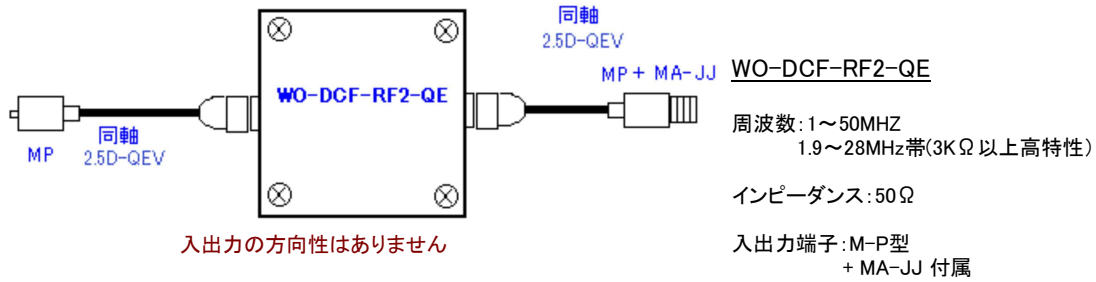 同軸
2.5D-QEV
MP + MA-JJ
WO-DCF-RF2-QE
MP
同軸
2.5D-QEV
入出力の方向性はありません
WO-DCF-RF2-QE
周波数:1～50MHZ
1.9～28MHz帯(3KΩ以上高特性)
インピーダンス:50Ω
入出力端子:M-P型
+ MA-JJ 付属